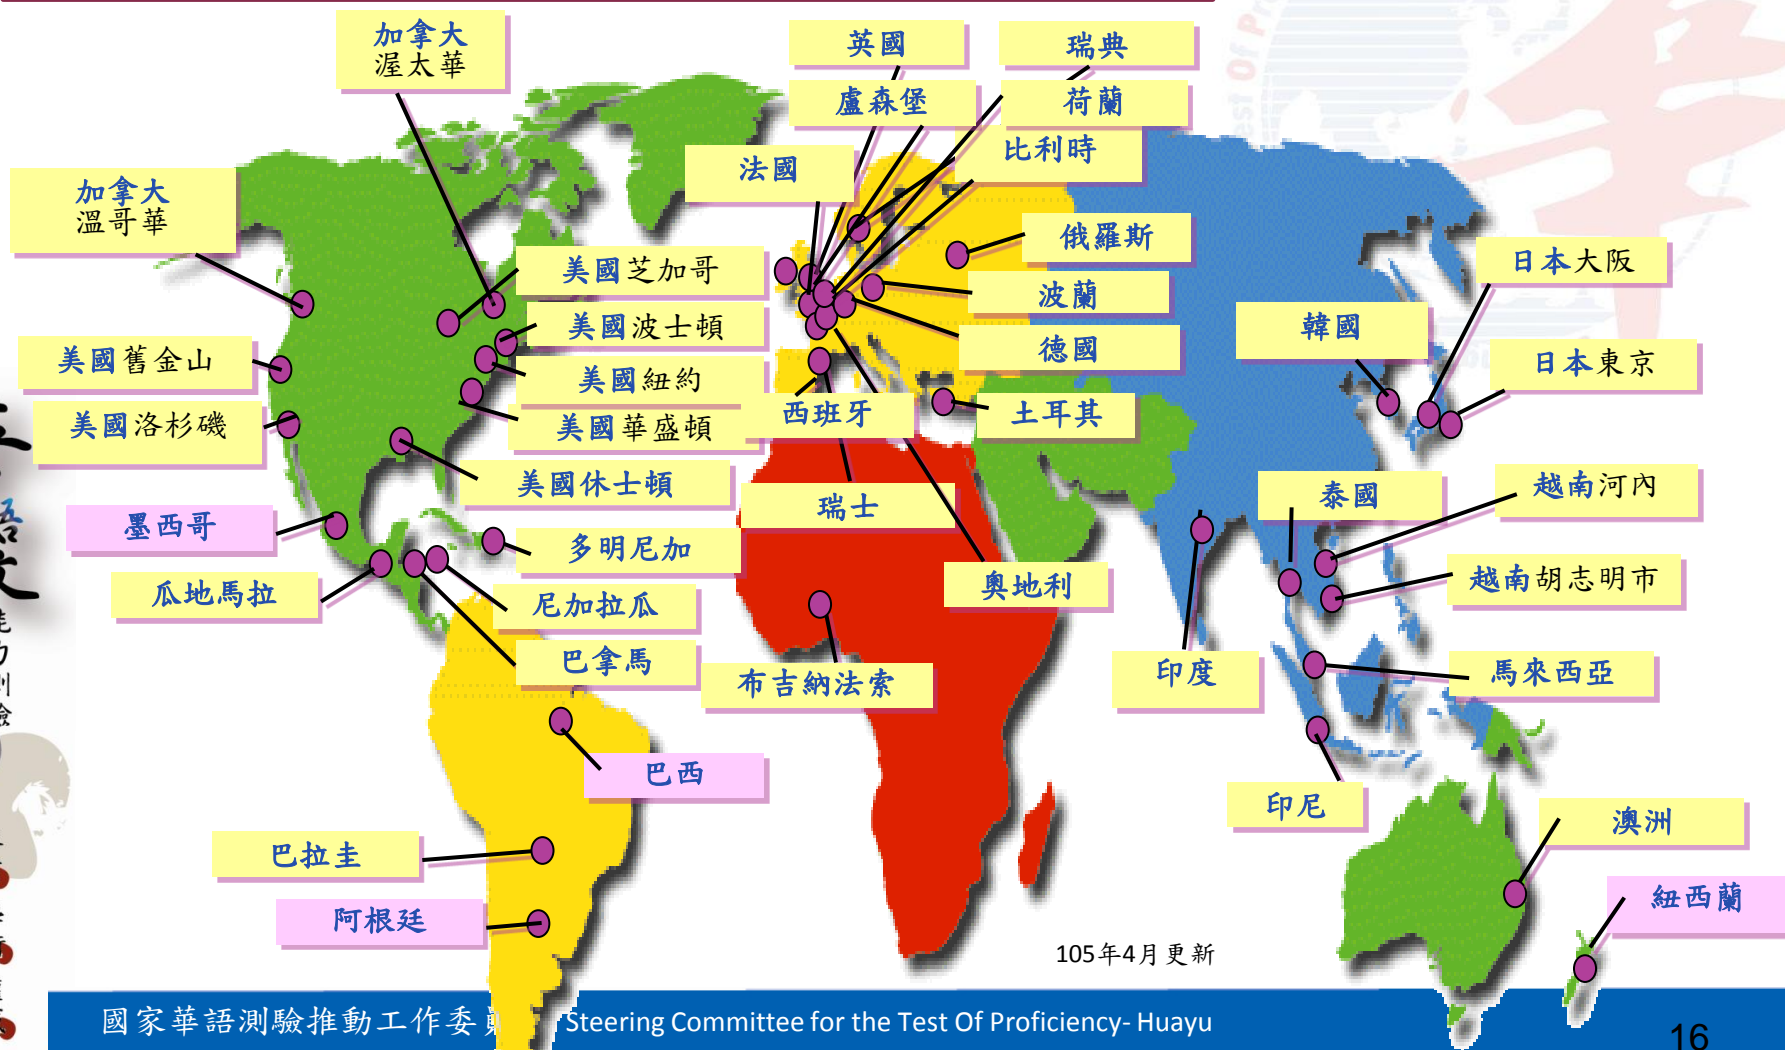 加拿大
渥太華
英國
瑞典
盧森堡
荷蘭
法國
比利時
加拿大
溫哥華
俄羅斯
美國芝加哥
日本大阪
波蘭
美國波士頓
韓國
德國
美國舊金山
美國紐約
日本東京
美國洛杉磯
美國華盛頓
西班牙
土耳其
美國休士頓
瑞士
泰國
越南河內
墨西哥
多明尼加
奧地利
越南胡志明市
瓜地馬拉
尼加拉瓜
巴拿馬
布吉納法索
印度
馬來西亞
巴西
印尼
澳洲
巴拉圭
阿根廷
紐西蘭
105年4月更新
國家華語測驗推動工作委員
Steering Committee for the Test Of Proficiency- Huayu
16